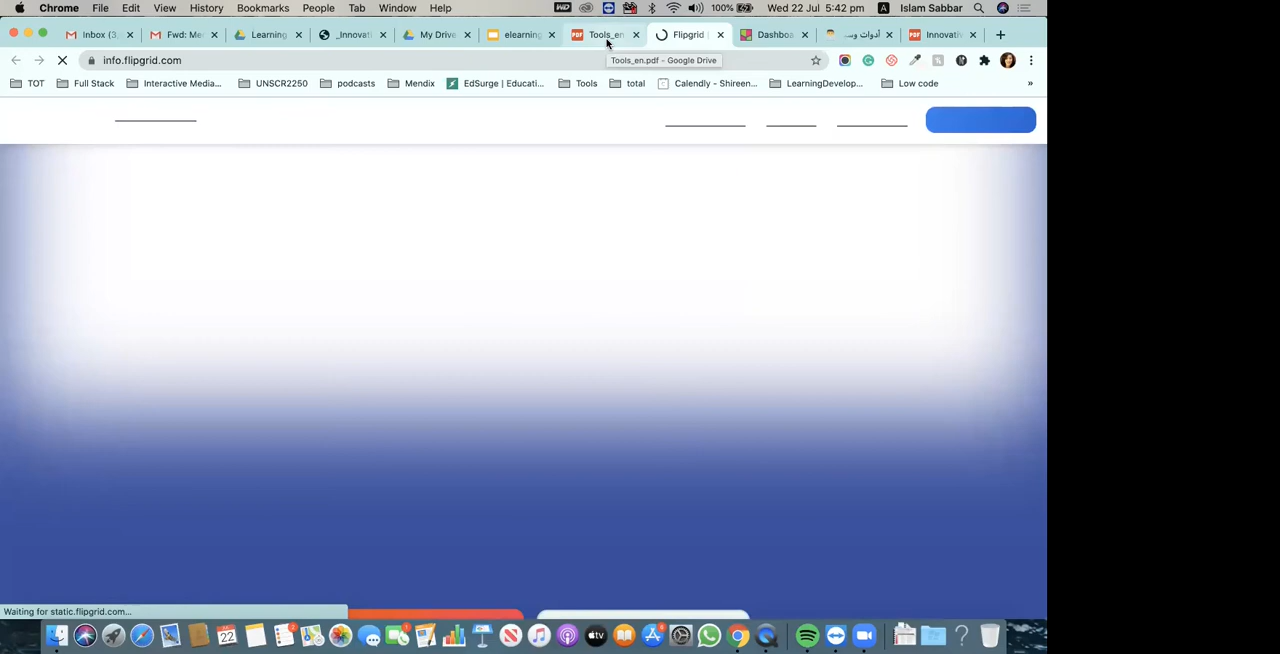 Chrome File Edit View History Bookmarks People Tab Window Help 100% Wed 22 Jul 5:42 pm A Islam Sabbar
Inbox (3, Fwd: Me Learning _Innovati My Drive elearning Tools_en Flipgrid Dashboa أدوات وسـ Innovativ
info.flipgrid.com
Tools_en.pdf - Google Drive
TOT Full Stack Interactive Media... UNSCR2250 podcasts Mendix EdSurge | Educati... Tools total Calendly - Shireen... LearningDevelop... Low code »
Waiting for static.flipgrid.com...